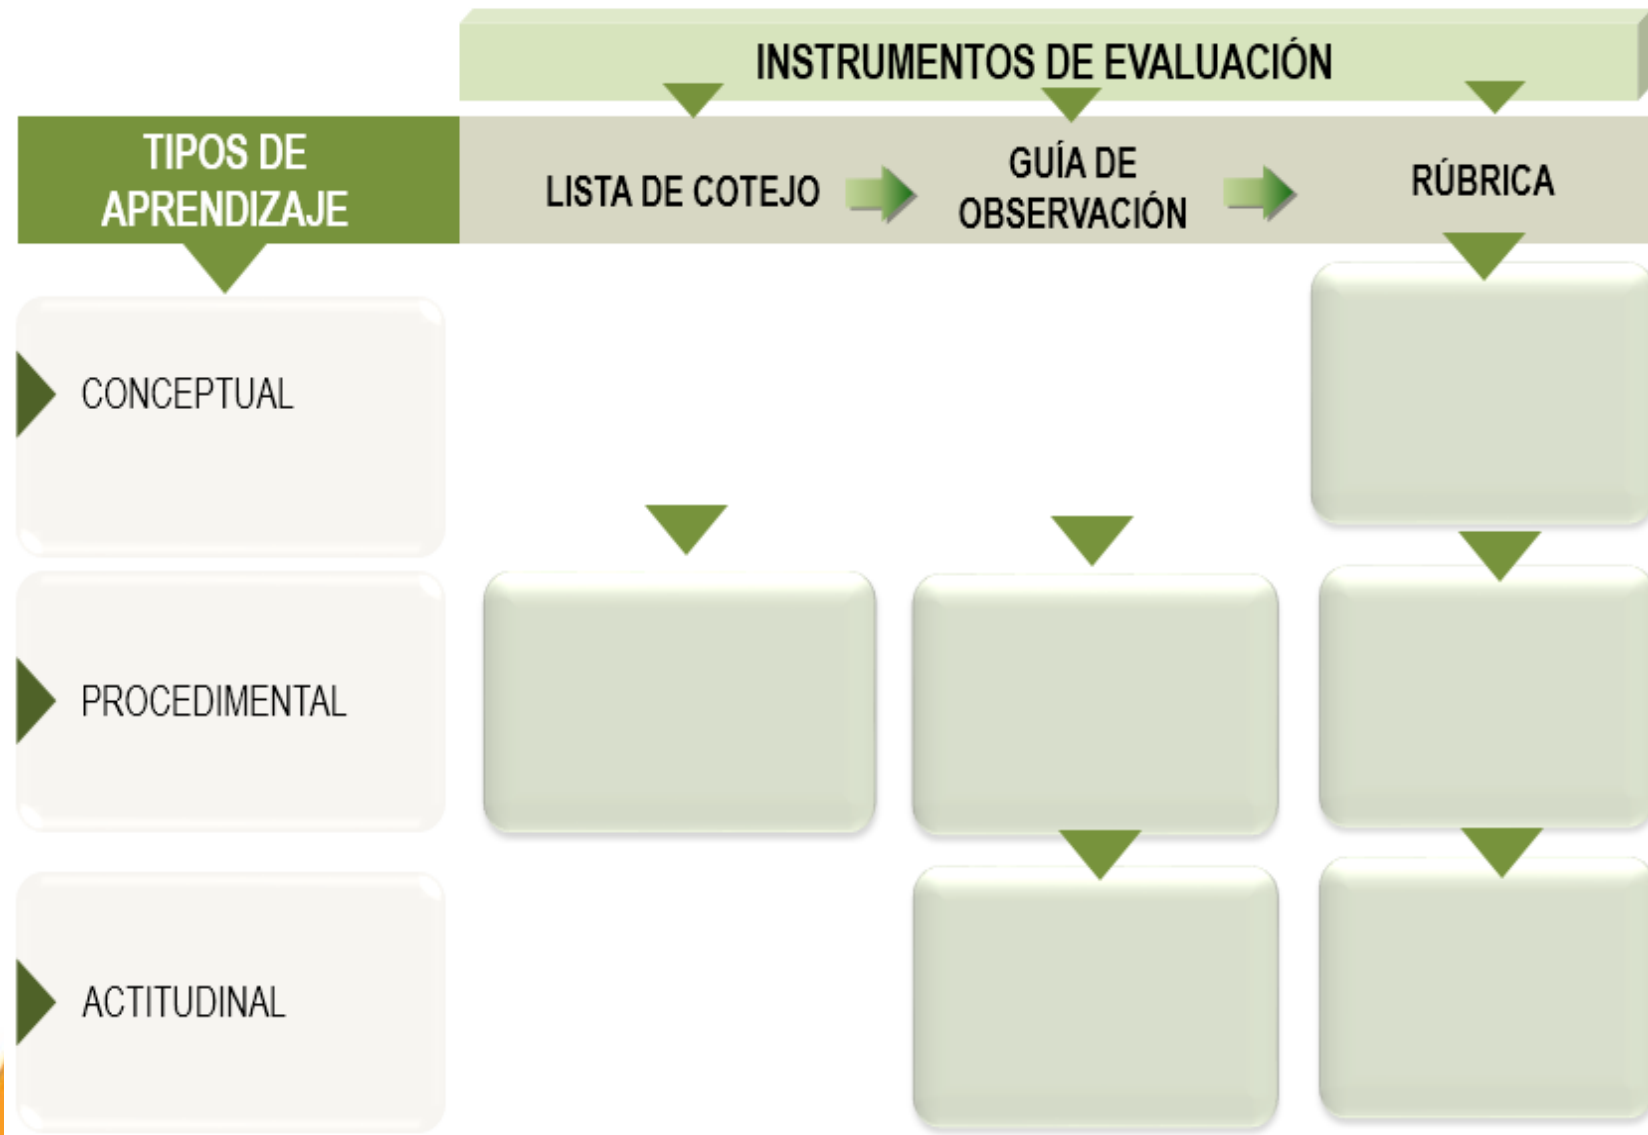 INSTRUMENTOS DE EVALUACIÓN
TIPOS DE
APRENDIZAJE
LISTA DE COTEJO
GUÍA DE
OBSERVACIÓN
RÚBRICA
CONCEPTUAL
PROCEDIMENTAL
ACTITUDINAL